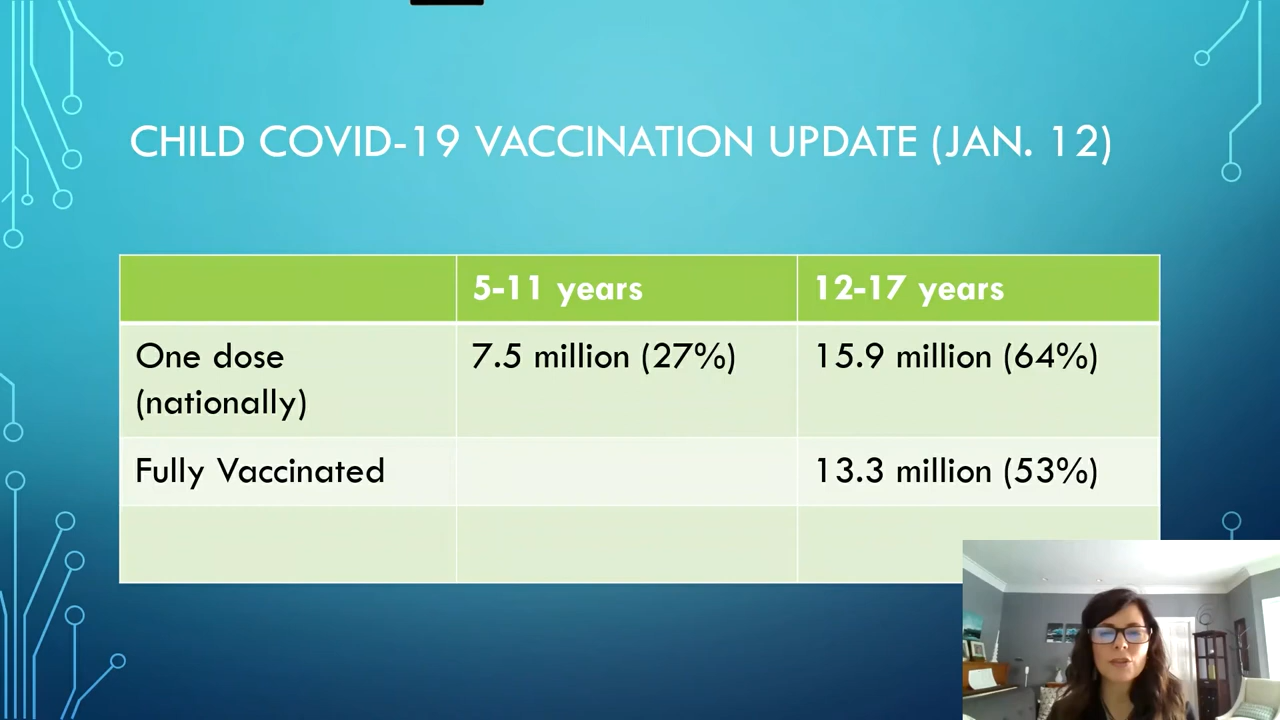 CHILD COVID-19 VACCINATION UPDATE (JAN. 12)
5-11 years
12-17 years
One dose
(nationally)
7.5 million (27%)
15.9 million (64%)
Fully Vaccinated
13.3 million (53%)